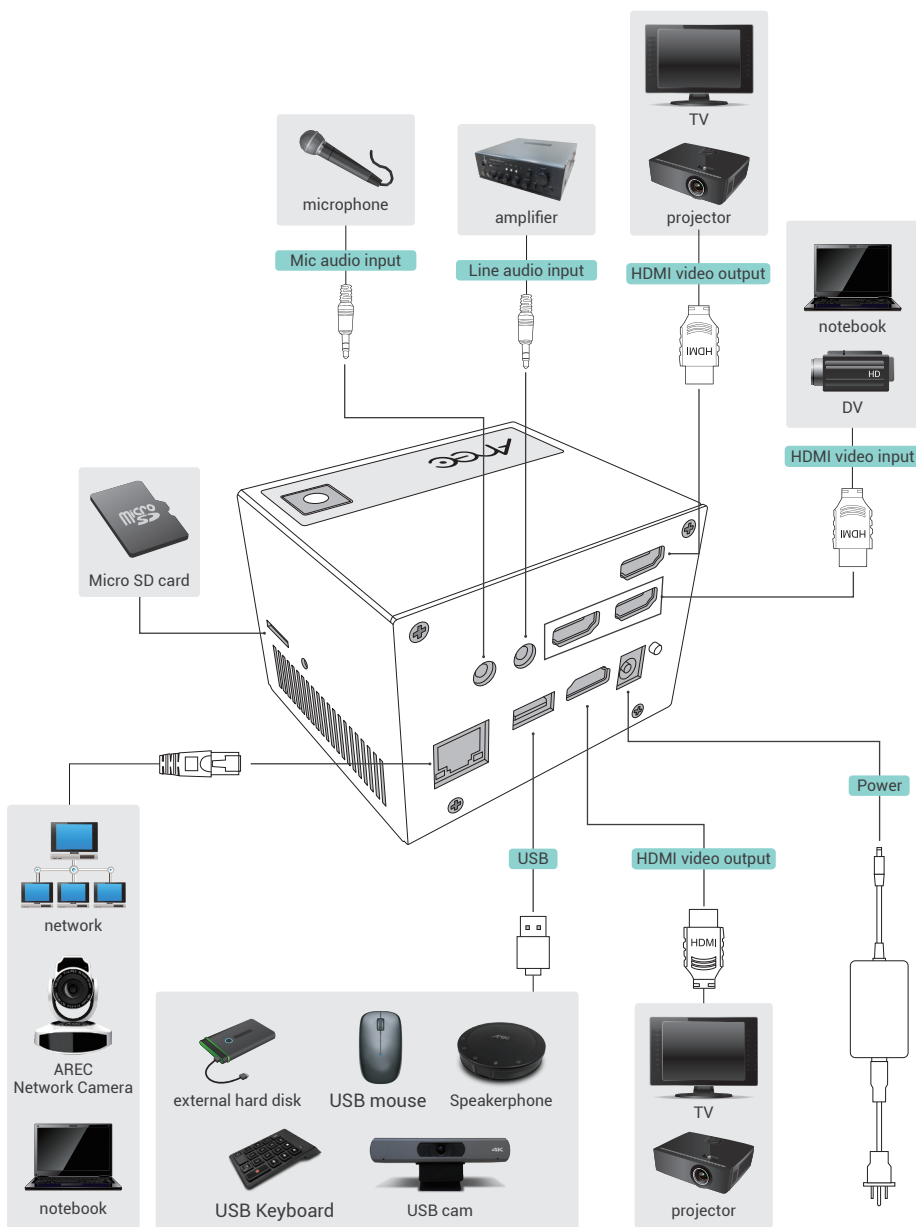 TV
microphone
amplifier
projector
Mic audio input
Line audio input
HDMI video output
HDMI
notebook
HD
DV
HDMI video input
HDMI
AREC
Micro
SD
Micro SD card
Power
USB
HDMI video output
network
HDMI
AREC
Network Camera
external hard disk
USB mouse
Speakerphone
TV
4K
notebook
USB Keyboard
USB cam
projector